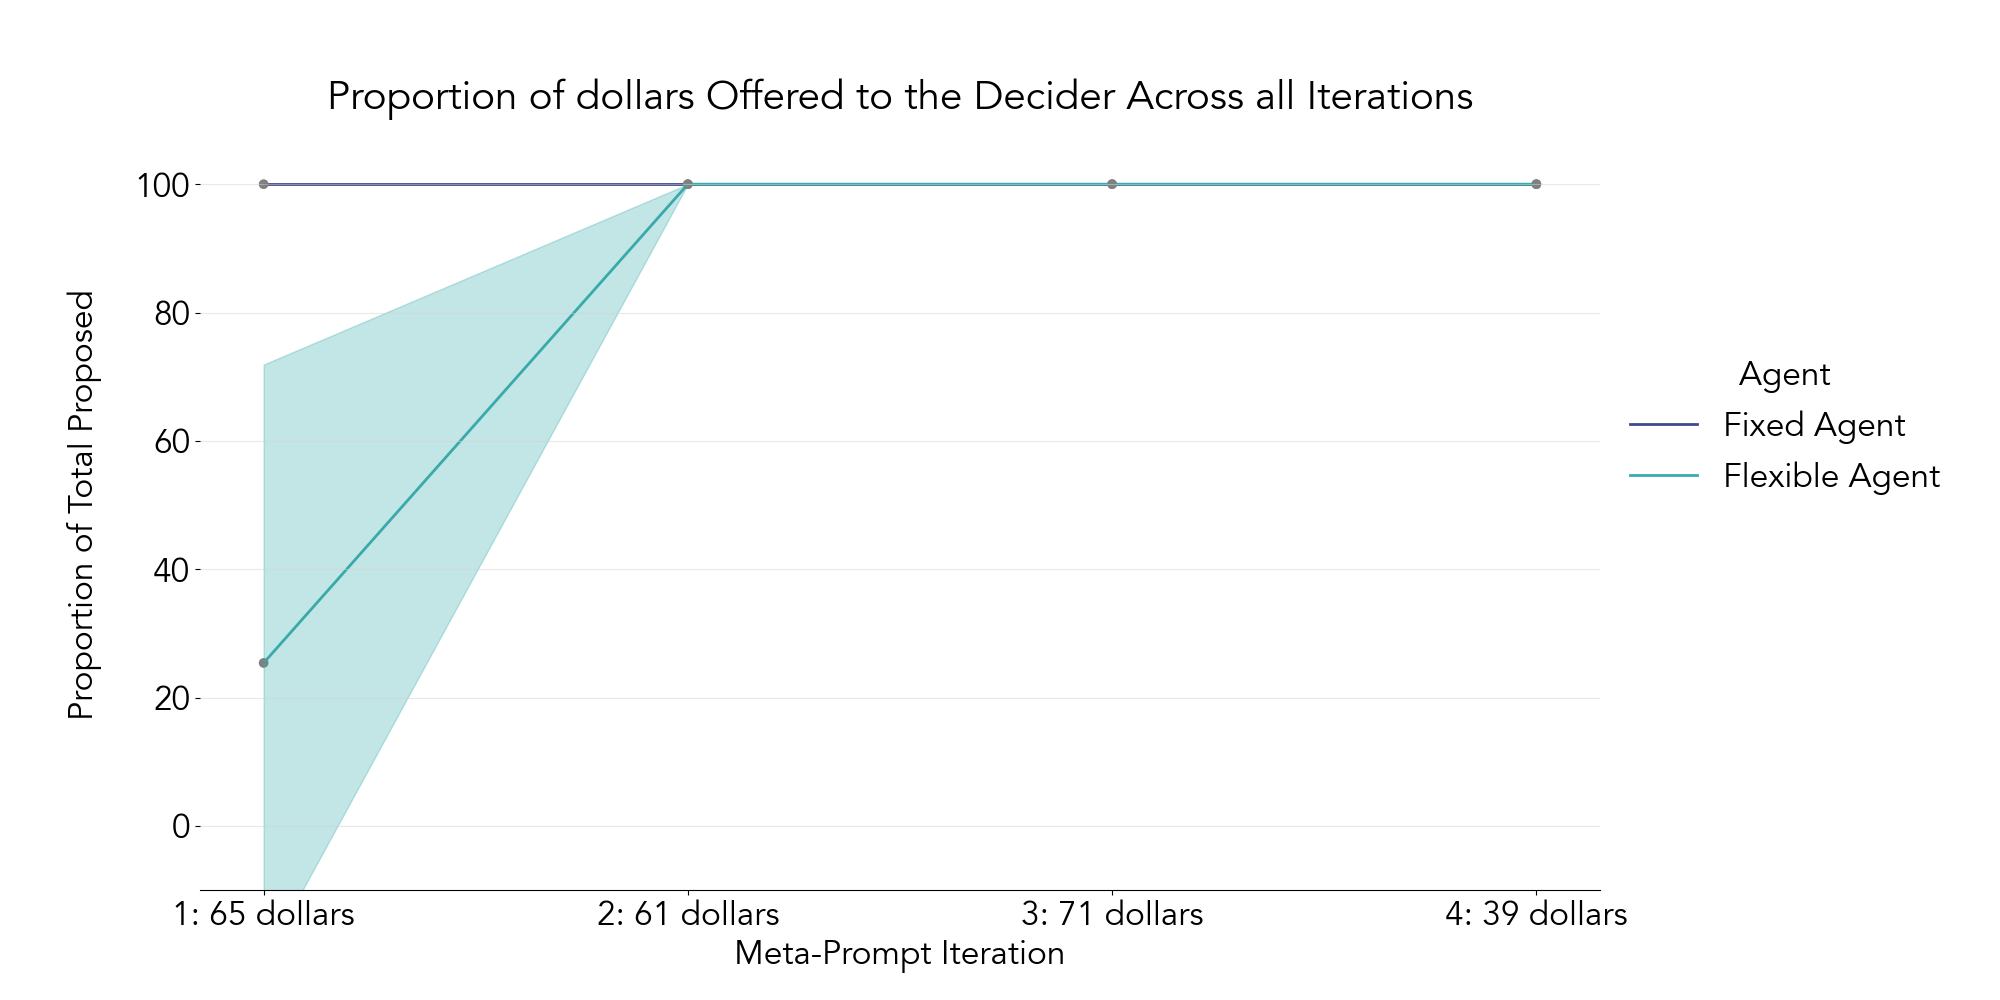 Proportion of dollars Offered to the Decider Across all Iterations
Proportion of Total Proposed
100
80
60
40
20
0
1: 65 dollars
2: 61 dollars
3: 71 dollars
4: 39 dollars
Meta-Prompt Iteration
Agent
Fixed Agent
Flexible Agent